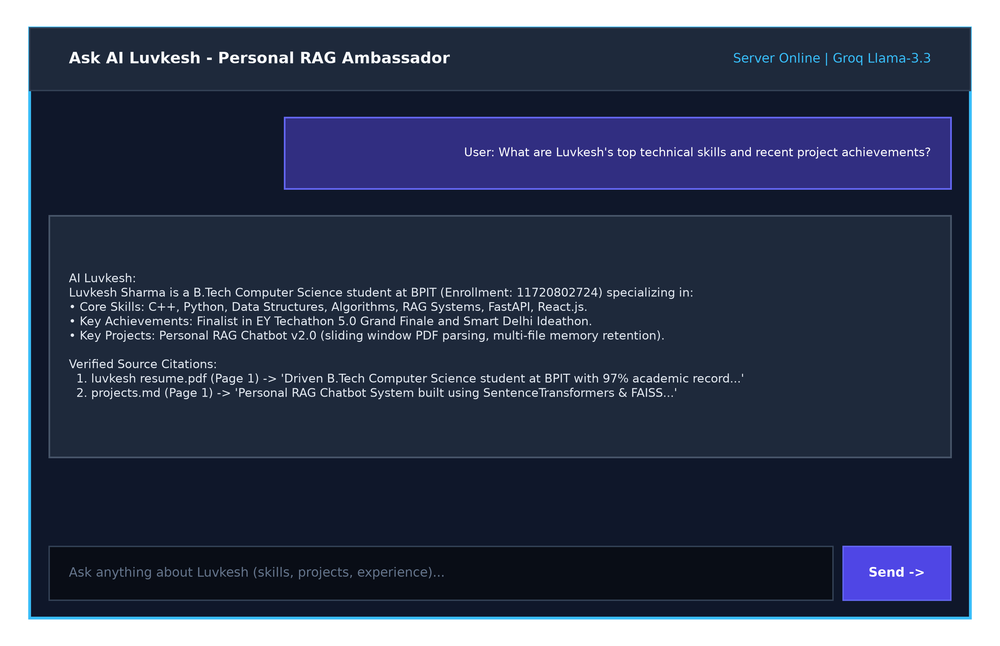 Ask AI Luvkesh - Personal RAG Ambassador
Server Online | Groq Llama-3.3
User: What are Luvkesh's top technical skills and recent project achievements?
AI Luvkesh:
Luvkesh Sharma is a B.Tech Computer Science student at BPIT (Enrollment: 11720802724) specializing in:
• Core Skills: C++, Python, Data Structures, Algorithms, RAG Systems, FastAPI, React.js.
• Key Achievements: Finalist in EY Techathon 5.0 Grand Finale and Smart Delhi Ideathon.
• Key Projects: Personal RAG Chatbot v2.0 (sliding window PDF parsing, multi-file memory retention).
Verified Source Citations:
1. luvkesh resume.pdf (Page 1) -> 'Driven B.Tech Computer Science student at BPIT with 97% academic record...'
2. projects.md (Page 1) -> 'Personal RAG Chatbot System built using SentenceTransformers & FAISS...'
Ask anything about Luvkesh (skills, projects, experience)...
Send ->